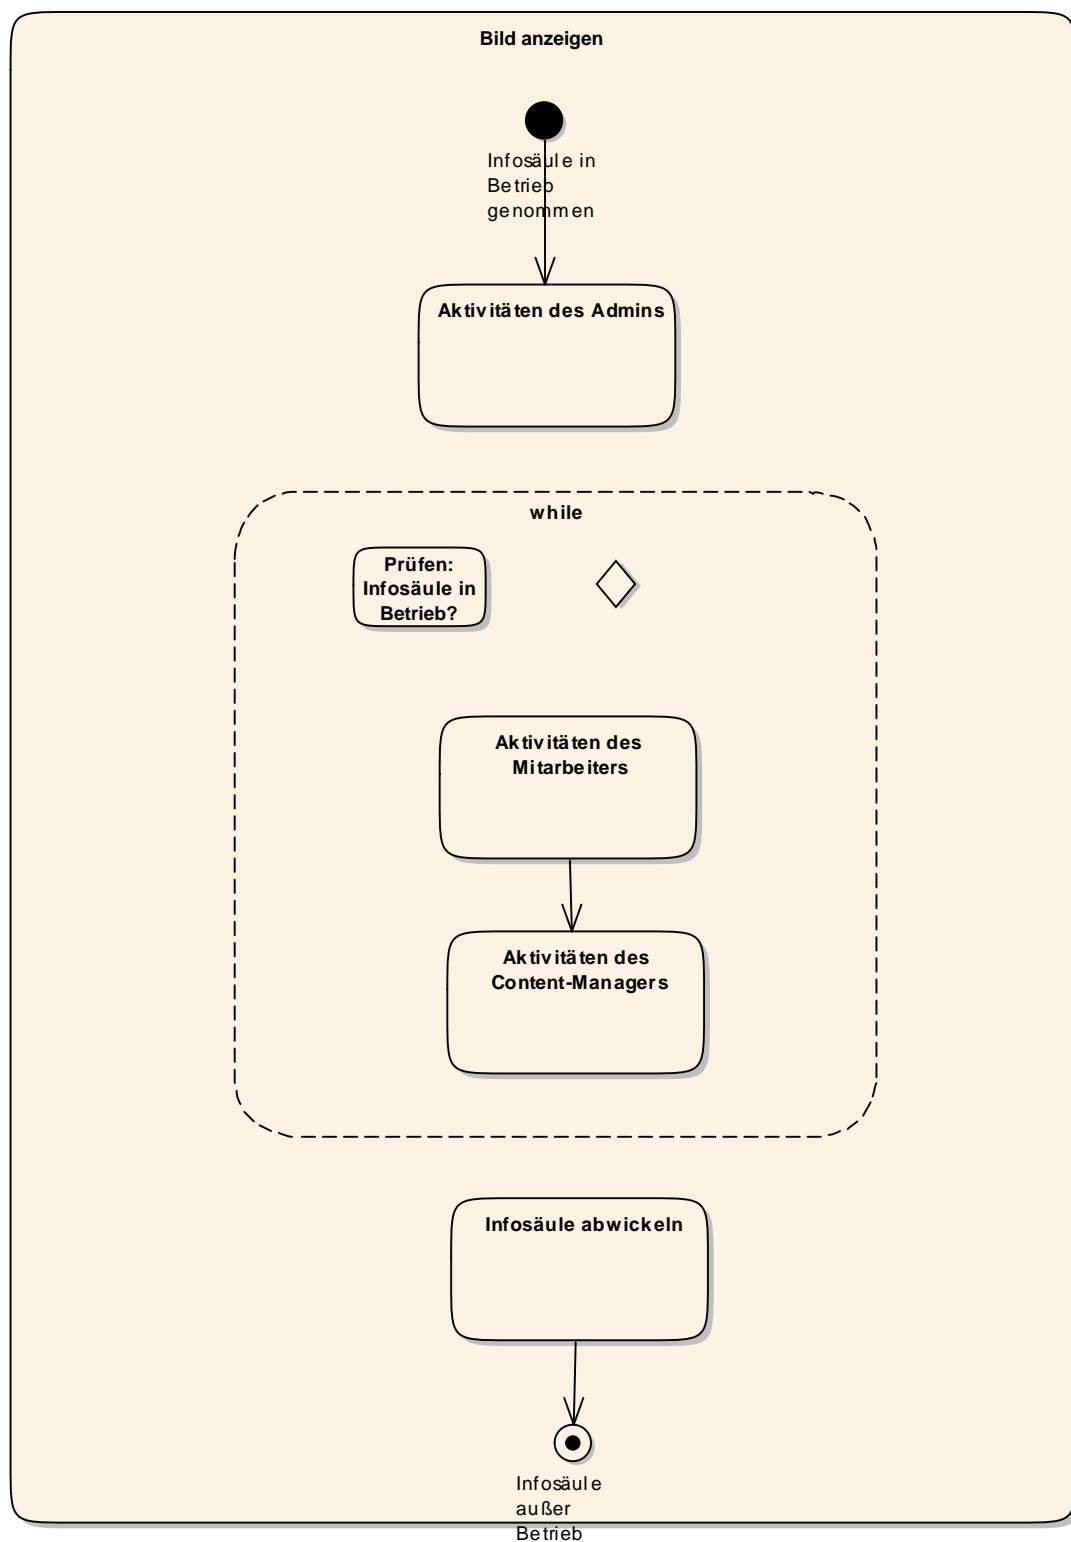 Bild anzeigen
Infosäule in
Betrieb
genommen
Aktivitäten des Admins
while
Prüfen:
Infosäule in
Betrieb?
Aktivitäten des
Mitarbeiters
Aktivitäten des
Content-Managers
Infosäule abwickeln
Infosäule
außer
Betrieb